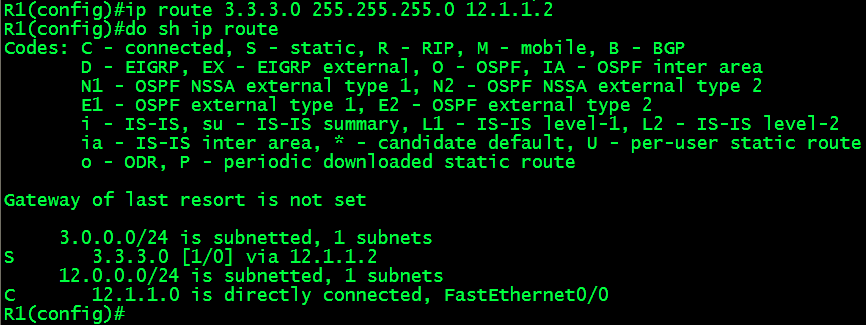 R1(config)#ip route 3.3.3.0 255.255.255.0 12.1.1.2
R1(config)#do sh ip route
Codes: C - connected, S - static, R - RIP, M - mobile, B - BGP
       D - EIGRP, EX - EIGRP external, O - OSPF, IA - OSPF inter area
       N1 - OSPF NSSA external type 1, N2 - OSPF NSSA external type 2
       E1 - OSPF external type 1, E2 - OSPF external type 2
       i - IS-IS, su - IS-IS summary, L1 - IS-IS level-1, L2 - IS-IS level-2
       ia - IS-IS inter area, * - candidate default, U - per-user static route
       o - ODR, P - periodic downloaded static route
Gateway of last resort is not set
     3.0.0.0/24 is subnetted, 1 subnets
S       3.3.3.0 [1/0] via 12.1.1.2
     12.0.0.0/24 is subnetted, 1 subnets
C       12.1.1.0 is directly connected, FastEthernet0/0
R1(config)#